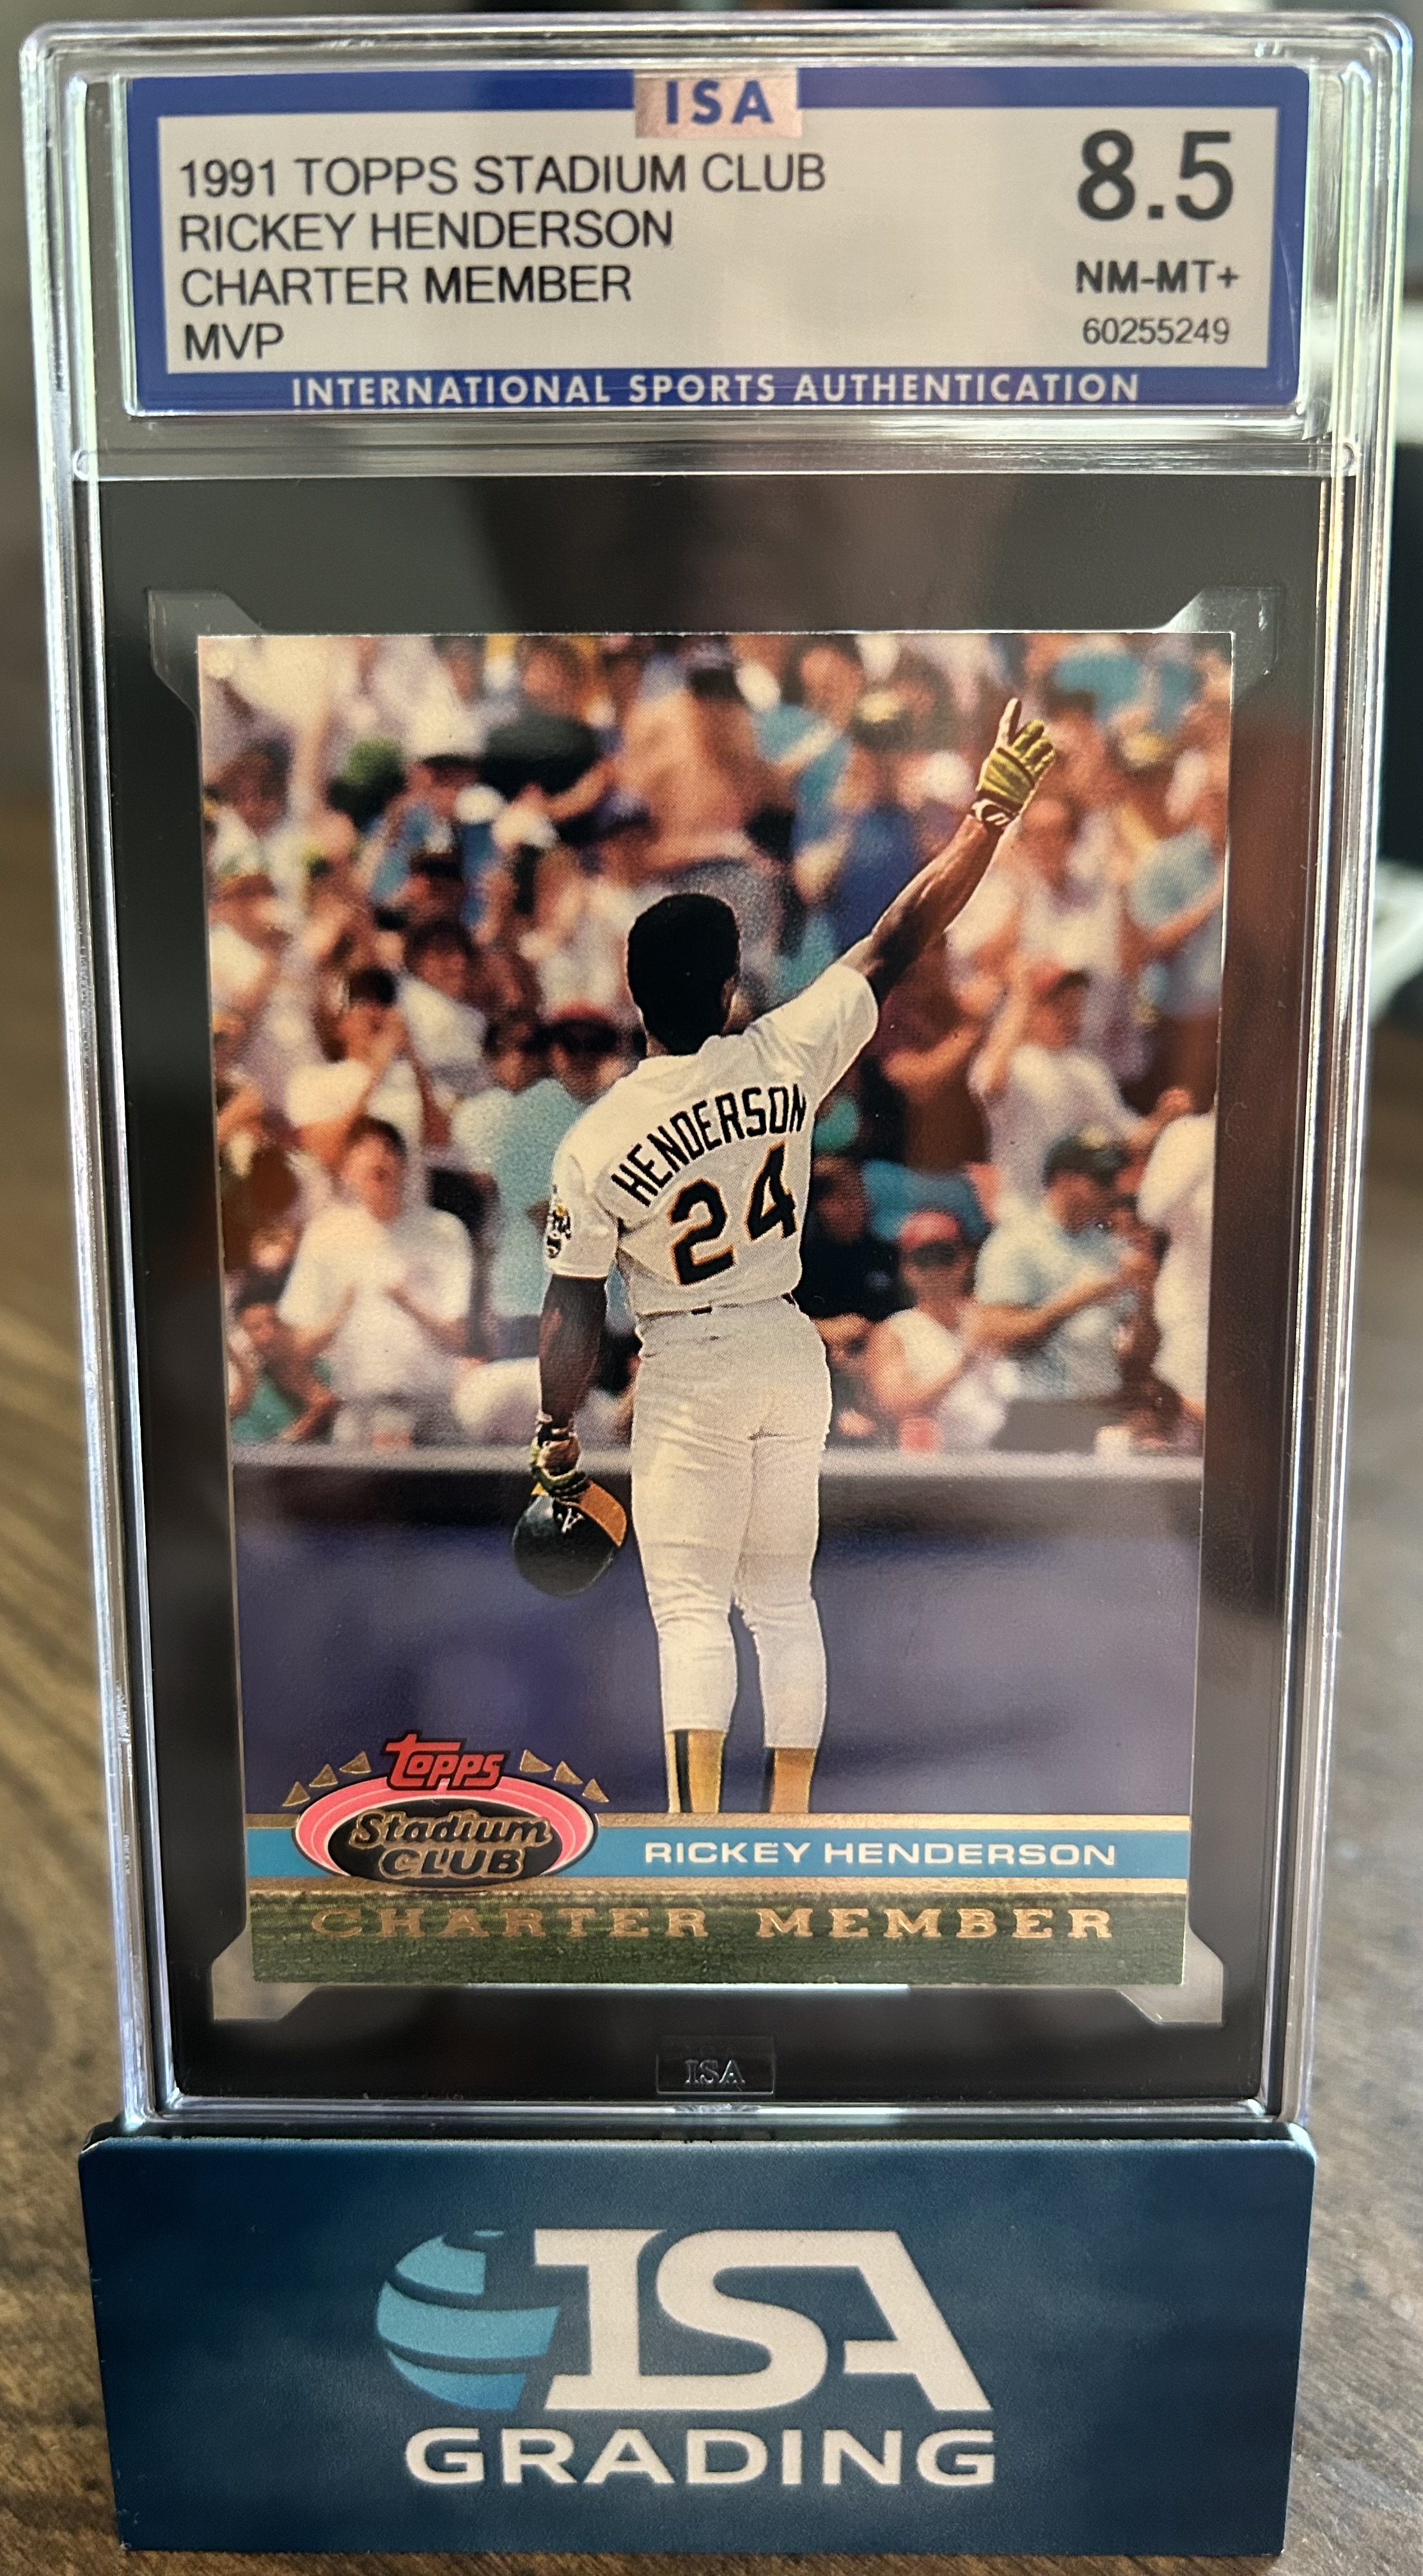 ISA
1991 TOPPS STADIUM CLUB
RICKEY HENDERSON
CHARTER MEMBER
MVP
8.5
NM-MT+
60255249
INTERNATIONAL SPORTS AUTHENTICATION
HENDERSON
24
A
TOPPS
Stadium
CLUB
RICKEY HENDERSON
CHARTER MEMBER
ISA
ISA
GRADING